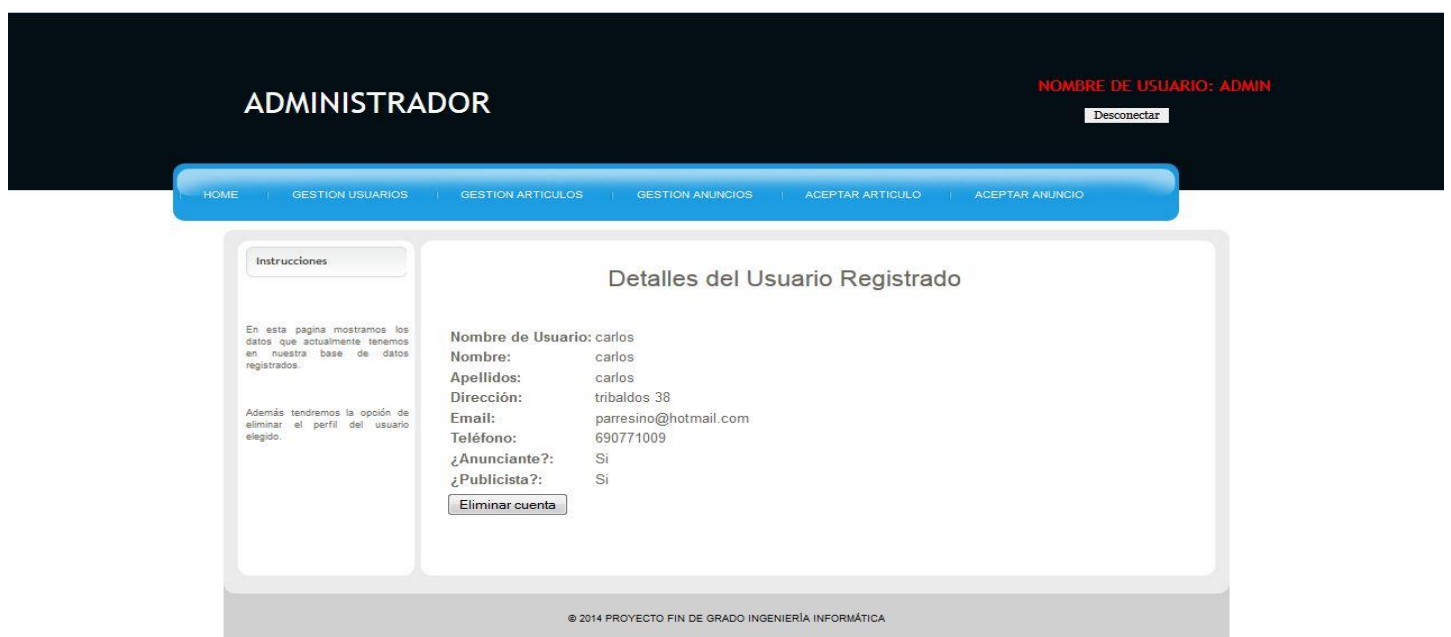 ADMINISTRADOR
NOMBRE DE USUARIO: ADMIN
Desconectar
HOME GESTION USUARIOS GESTION ARTICULOS GESTION ANUNCIOS ACEPTAR ARTICULO ACEPTAR ANUNCIO
Instrucciones
En esta pagina mostramos los
datos que actualmente tenemos
en nuestra base de datos
registrados.
Además tendremos la opción de
eliminar el perfil del usuario
elegido.
Detalles del Usuario Registrado
Nombre de Usuario: carlos
Nombre: carlos
Apellidos: carlos
Dirección: tribaldos 38
Email: parresino@hotmail.com
Teléfono: 690771009
¿Anunciante?: Si
¿Publicista?: Si
Eliminar cuenta
© 2014 PROYECTO FIN DE GRADO INGENIERÍA INFORMÁTICA